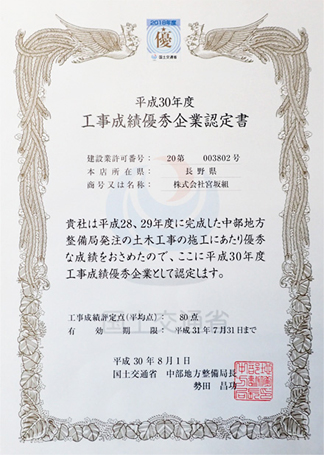 2018年度
優
国土交通省
平成30年度
工事成績優秀企業認定書
建設業許可番号： 20第 003802号
本店所在県： 長野県
商号又は名称： 株式会社宮坂組
貴社は平成28、29年度に完成した中部地方
整備局発注の土木工事の施工にあたり優秀
な成績をおさめたので、ここに平成30年度
工事成績優秀企業として認定します。
工事成績評定点（平均点）： 80点
有効期限： 平成31年7月31日まで
国土交通省
平成30年8月1日
国土交通省 中部地方整備局長
勢田 昌功